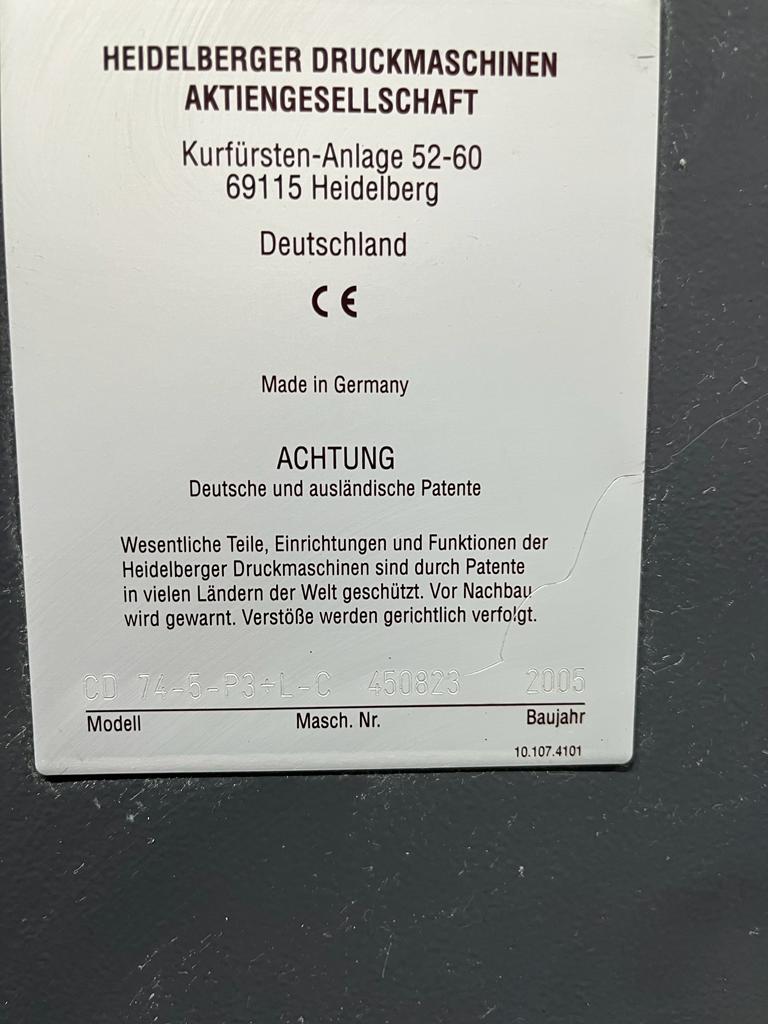 HEIDELBERGER DRUCKMASCHINEN
AKTIENGESELLSCHAFT
Kurfürsten-Anlage 52-60
69115 Heidelberg
Deutschland
CE
Made in Germany
ACHTUNG
Deutsche und ausländische Patente
Wesentliche Teile, Einrichtungen und Funktionen der
Heidelberger Druckmaschinen sind durch Patente
in vielen Ländern der Welt geschützt. Vor Nachbau
wird gewarnt. Verstöße werden gerichtlich verfolgt.
CD 74-5-P3+L-C 450823 2005
Modell Masch. Nr. Baujahr
10.107.4101